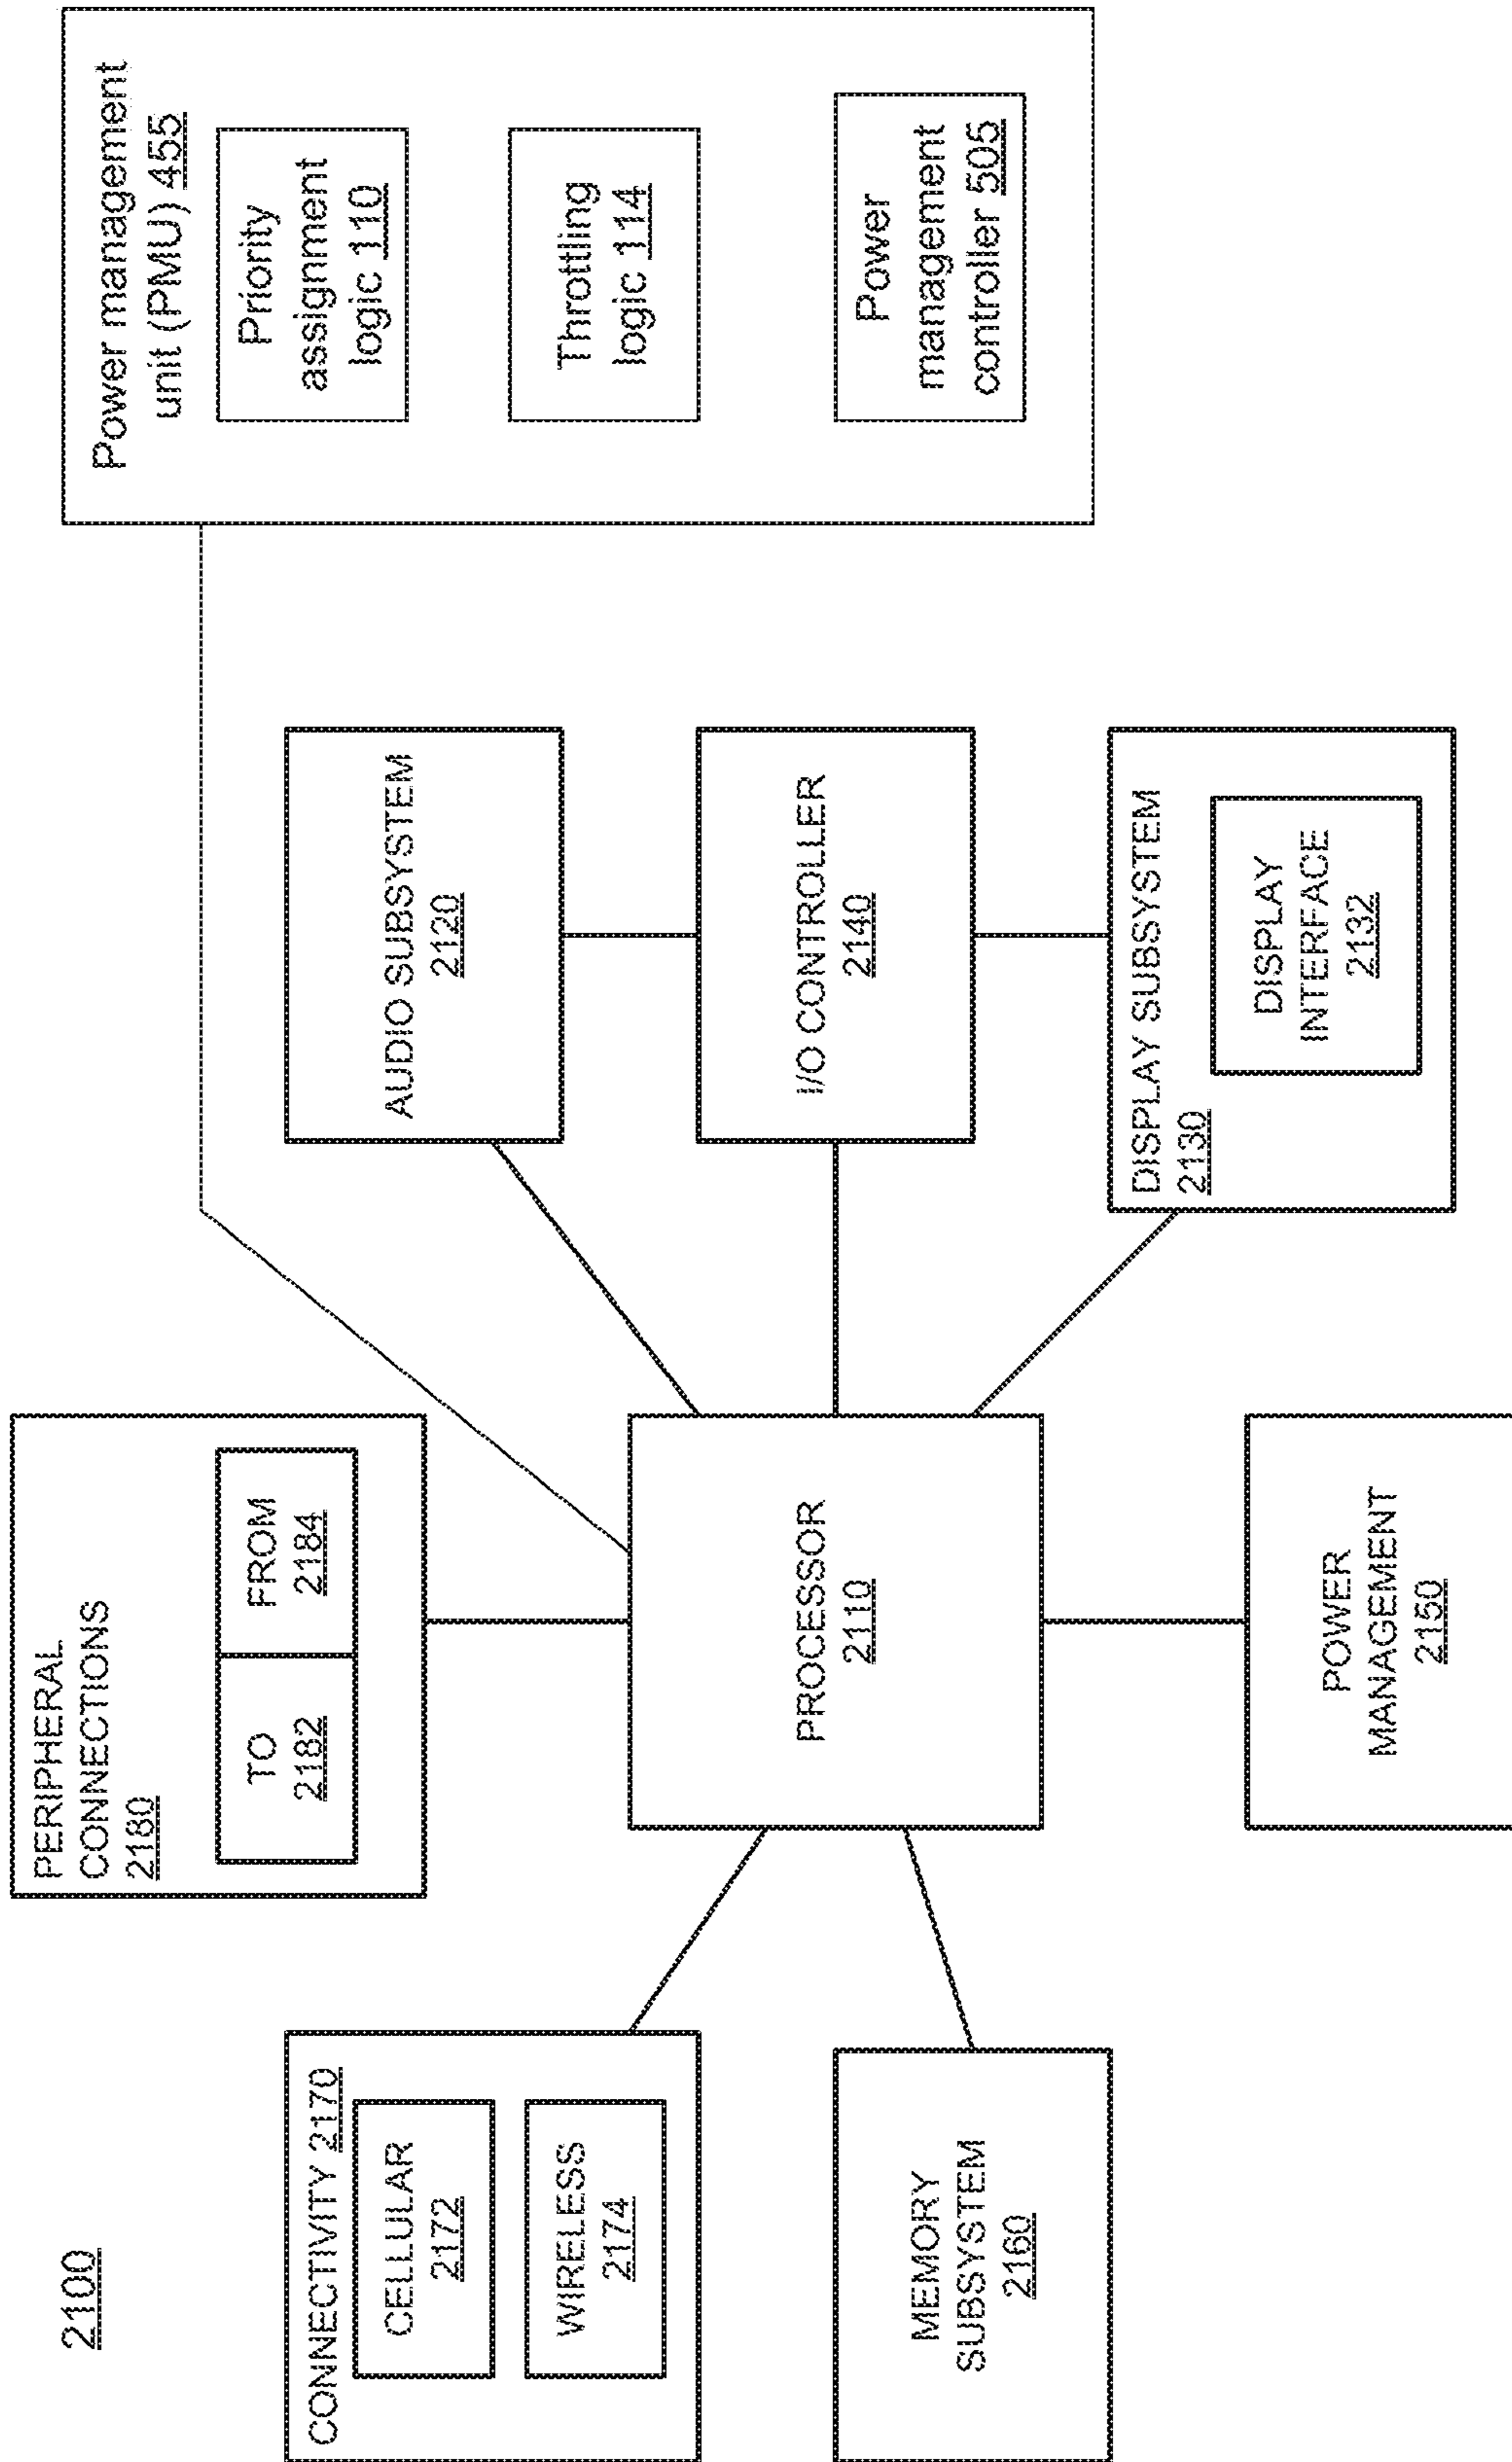 2100
PERIPHERAL
CONNECTIONS
2180
TO
2182
FROM
2184
Power management
unit (PMU) 455
Priority
assignment
logic 110
Throttling
logic 114
Power
management
controller 505
CONNECTIVITY 2170
CELLULAR
2172
WIRELESS
2174
AUDIO SUBSYSTEM
2120
PROCESSOR
2110
I/O CONTROLLER
2140
MEMORY
SUBSYSTEM
2160
POWER
MANAGEMENT
2150
DISPLAY SUBSYSTEM
2130
DISPLAY
INTERFACE
2132